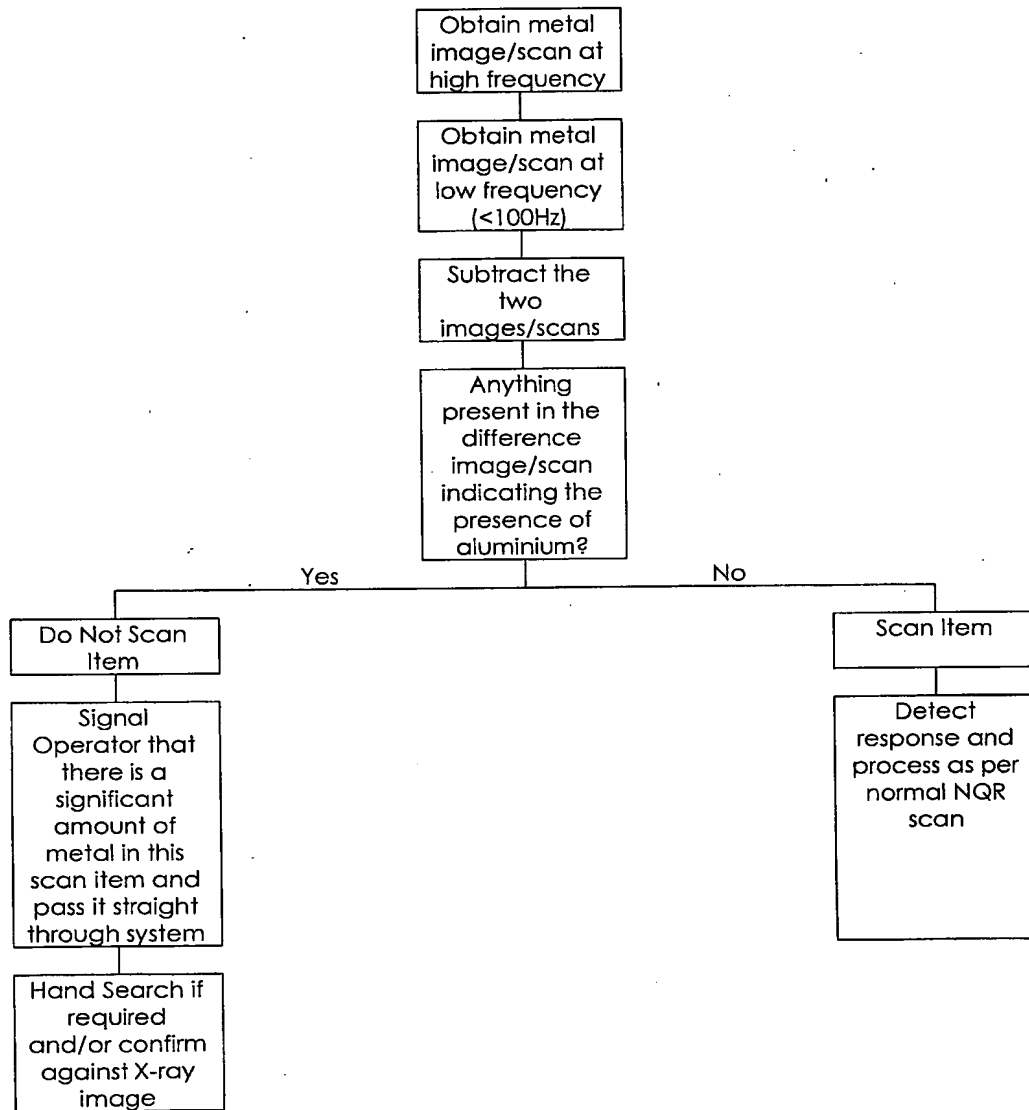 Obtain metal
image/scan at
high frequency
Obtain metal
image/scan at
low frequency
(<100Hz)
Subtract the
two
images/scans
Anything
present in the
difference
image/scan
indicating the
presence of
aluminium?
Yes
No
Do Not Scan
Item
Signal
Operator that
there is a
significant
amount of
metal in this
scan item and
pass it straight
through system
Hand Search if
required
and/or confirm
against X-ray
image
Scan Item
Detect
response and
process as per
normal NQR
scan